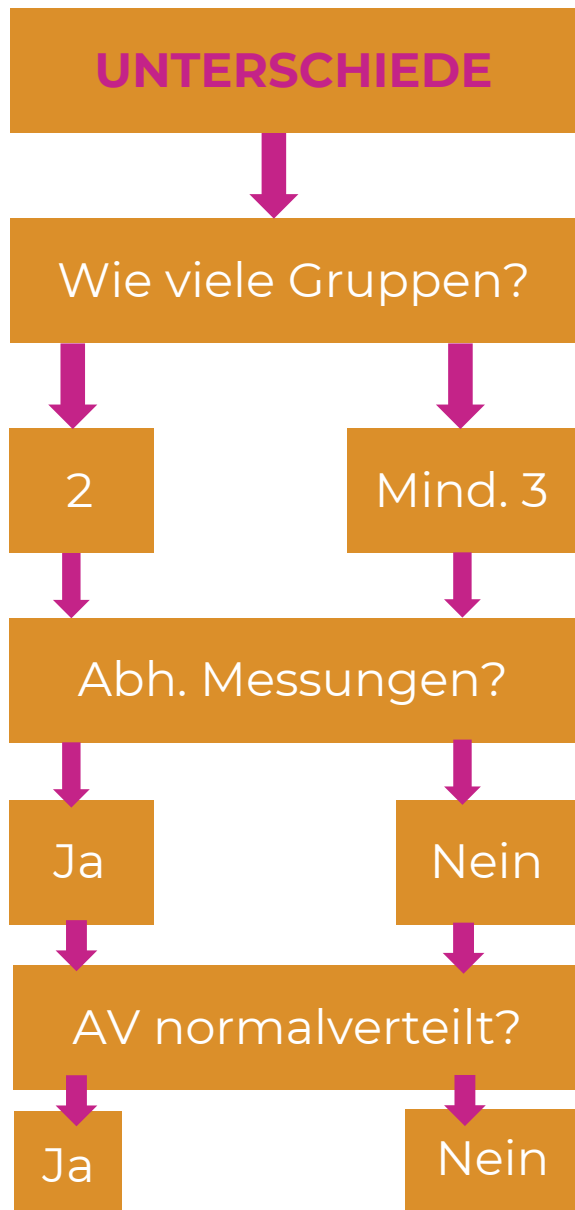 UNTERSCHIEDE
Wie viele Gruppen?
2
Mind. 3
Abh. Messungen?
Ja
Nein
AV normalverteilt?
Ja
Nein